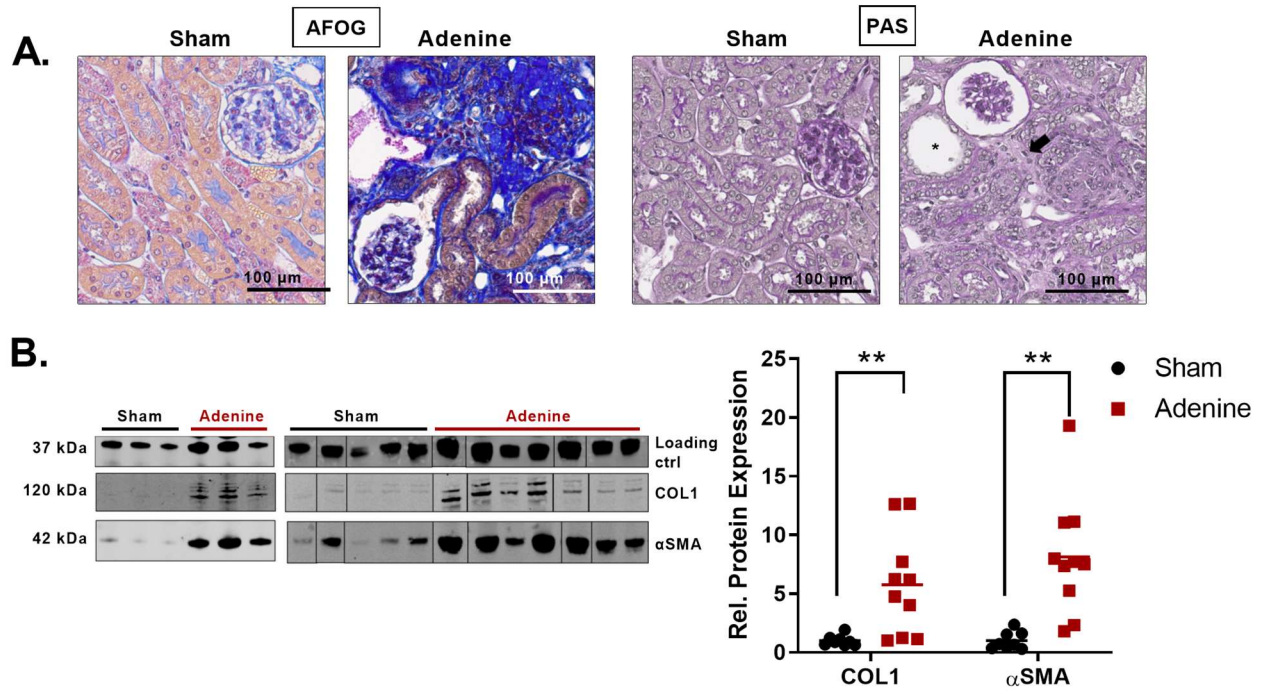 A.
AFOG
Sham
Adenine
100 µm
100 µm
PAS
Sham
Adenine
*
100 µm
100 µm
B.
Sham
Adenine
Sham
Adenine
37 kDa
Loading
ctrl
120 kDa
COL1
42 kDa
αSMA
Rel. Protein Expression
25
20
15
10
5
0
**
**
COL1
αSMA
Sham
Adenine